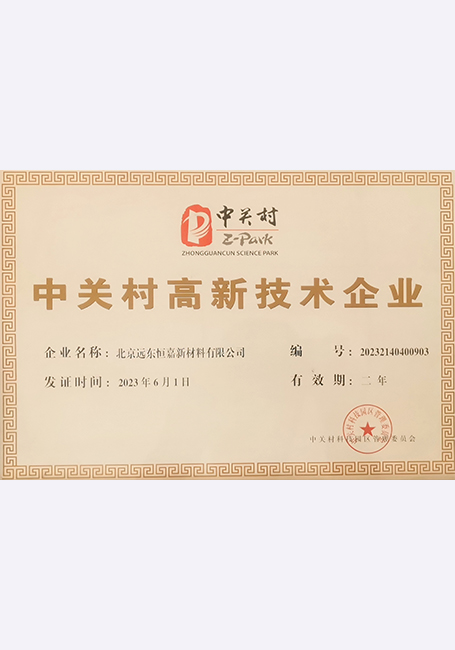 中关村
Z-Park
ZHONGGUANCUN SCIENCE PARK
中关村高新技术企业
企业名称：北京远东恒嘉新材料有限公司 编 号：20232140400903
发证时间：2023年6月1日 有 效 期：二 年
中关村科技园区管理委员会